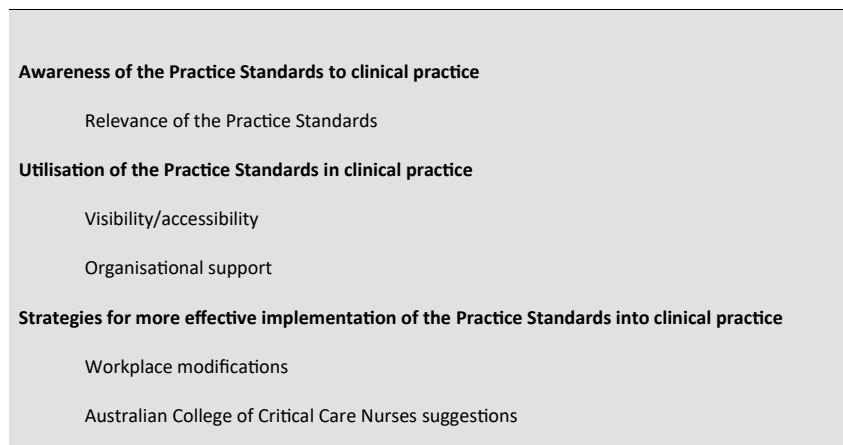 Awareness of the Practice Standards to clinical practice
Relevance of the Practice Standards
Utilisation of the Practice Standards in clinical practice
Visibility/accessibility
Organisational support
Strategies for more effective implementation of the Practice Standards into clinical practice
Workplace modifications
Australian College of Critical Care Nurses suggestions